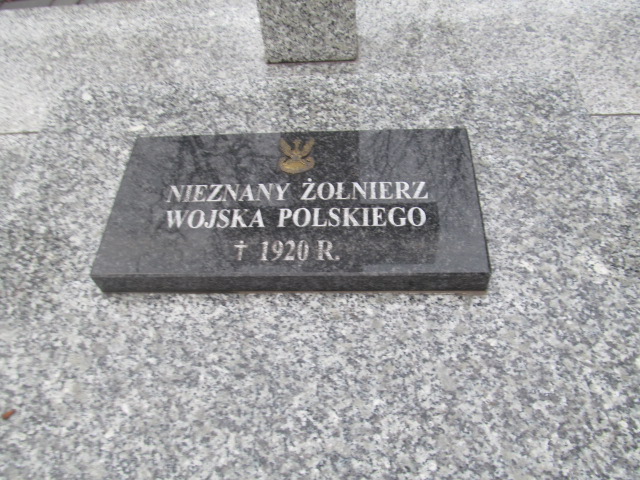 NIEZNANY ŻOŁNIERZ
WOJSKA POLSKIEGO
† 1920 R.